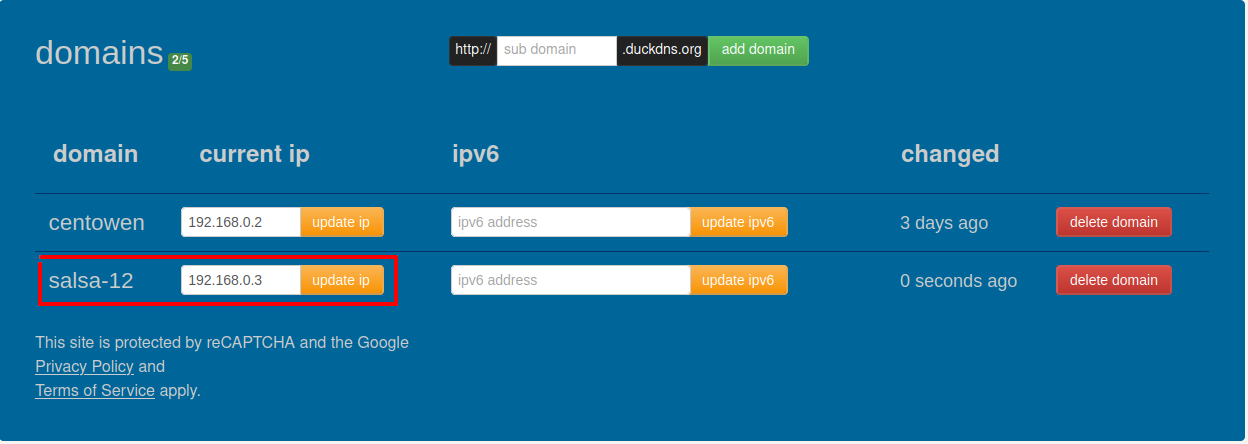 domains 2/5 http:// sub domain .duckdns.org add domain
domain current ip ipv6 changed
centowen 192.168.0.2 update ip ipv6 address update ipv6 3 days ago delete domain
salsa-12 192.168.0.3 update ip ipv6 address update ipv6 0 seconds ago delete domain
This site is protected by reCAPTCHA and the Google
Privacy Policy and
Terms of Service apply.